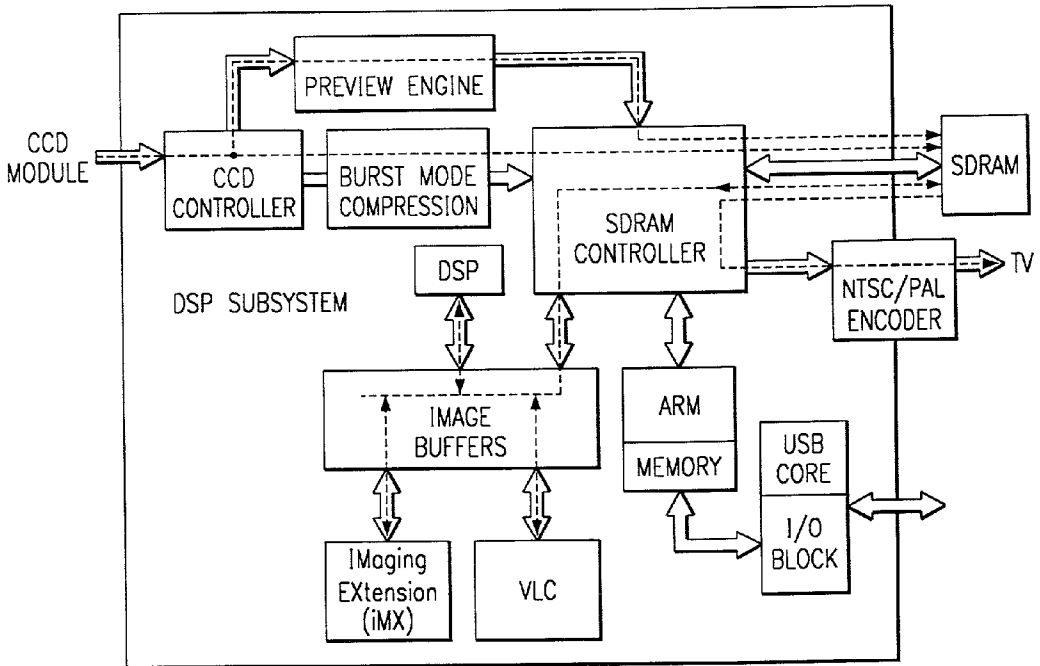 PREVIEW ENGINE
CCD
MODULE
CCD
CONTROLLER
BURST MODE
COMPRESSION
SDRAM
CONTROLLER
SDRAM
DSP
DSP SUBSYSTEM
NTSC/PAL
ENCODER
TV
IMAGE
BUFFERS
ARM
MEMORY
USB
CORE
I/O
BLOCK
IMaging
EXtension
(iMX)
VLC